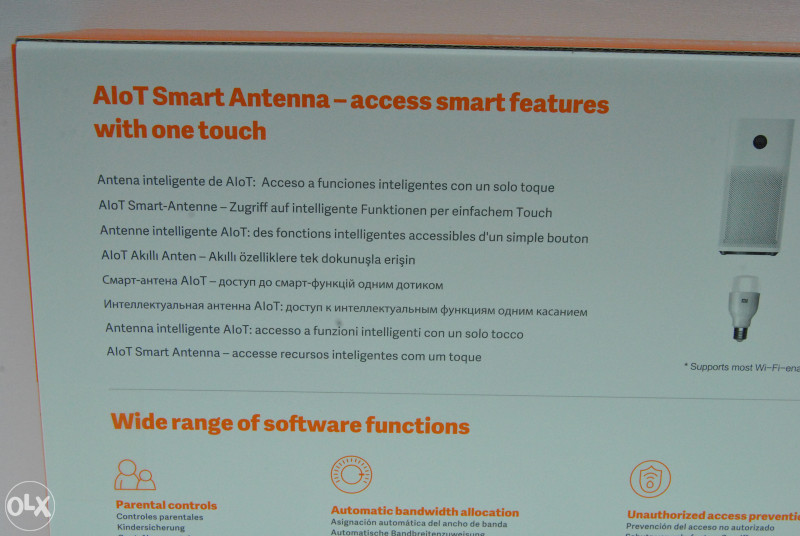 AIoT Smart Antenna – access smart features
with one touch
Antena inteligente de AIoT: Acceso a funciones inteligentes con un solo toque
AIoT Smart-Antenne – Zugriff auf intelligente Funktionen per einfachem Touch
Antenne intelligente AIoT: des fonctions intelligentes accessibles d'un simple bouton
AIoT Akıllı Anten – Akıllı özelliklere tek dokunuşla erişin
Смарт-антена AIoT – доступ до смарт-функцій одним дотиком
Интеллектуальная антенна AIoT: доступ к интеллектуальным функциям одним касанием
Antenna intelligente AIoT: accesso a funzioni intelligenti con un solo tocco
AIoT Smart Antenna – accesse recursos inteligentes com um toque
* Supports most Wi-Fi-ena
Wide range of software functions
Parental controls
Controles parentales
Kindersicherung
Automatic bandwidth allocation
Asignación automática del ancho de banda
Automatische Bandbreitenzuweisung
Unauthorized access preventi
Prevención del acceso no autorizado
OLX